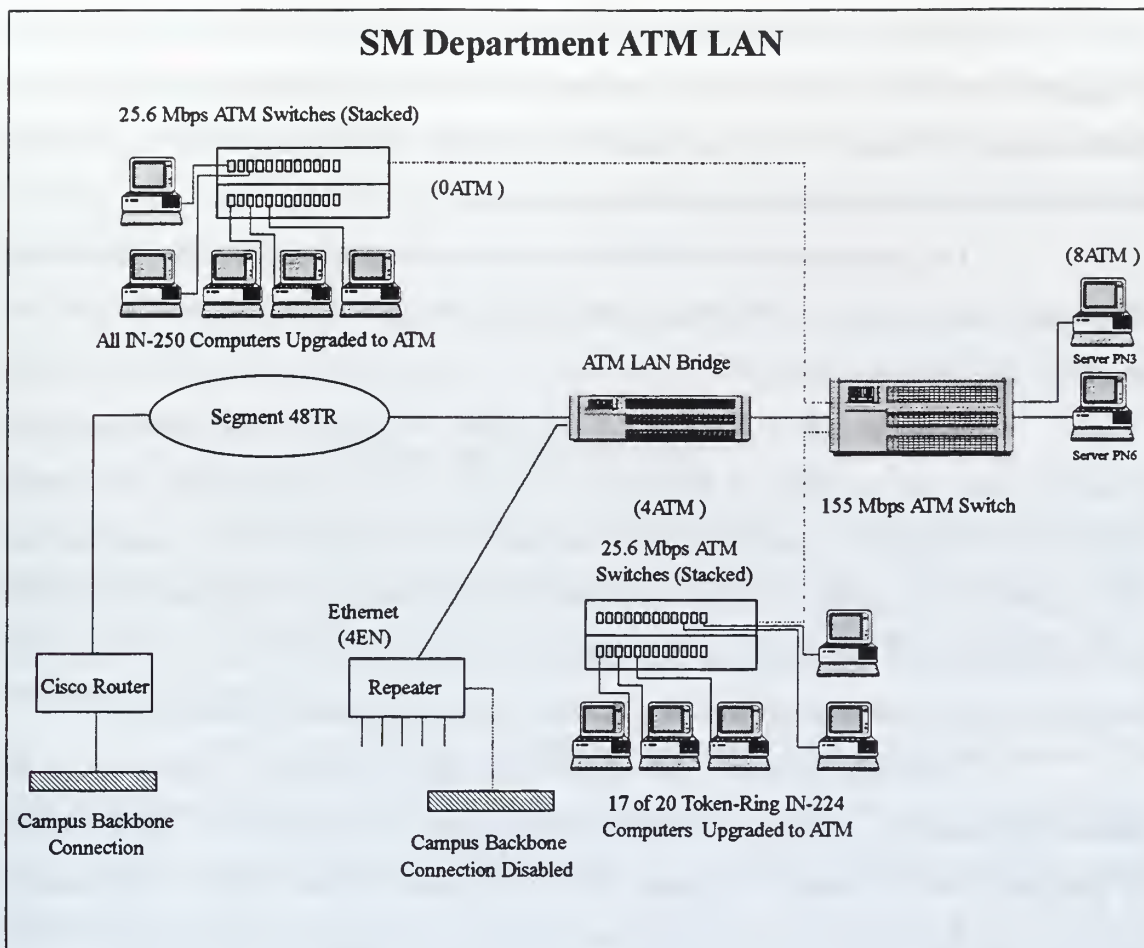 SM Department ATM LAN
25.6 Mbps ATM Switches (Stacked)
(0ATM )
(8ATM )
Server PN3
All IN-250 Computers Upgraded to ATM
ATM LAN Bridge
Segment 48TR
Server PN6
155 Mbps ATM Switch
(4ATM )
25.6 Mbps ATM
Switches (Stacked)
Ethernet
(4EN)
Cisco Router
Repeater
Campus Backbone
Connection
Campus Backbone
Connection Disabled
17 of 20 Token-Ring IN-224
Computers Upgraded to ATM